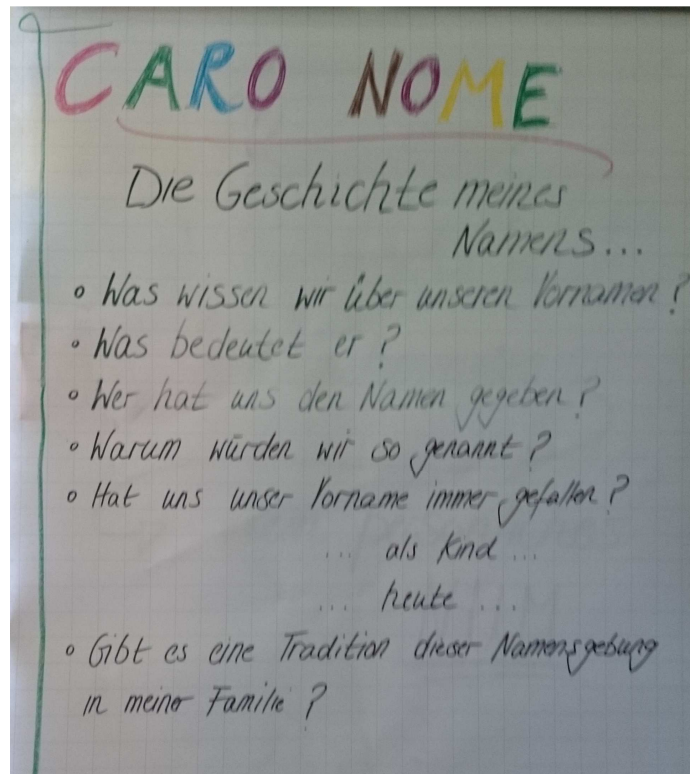 CARO NOME
Die Geschichte meines
Namens...
• Was wissen wir über unseren Vornamen?
• Was bedeutet er?
• Wer hat uns den Namen gegeben?
• Warum würden wir so genannt?
• Hat uns unser Vorname immer gefallen?
... als Kind ...
... heute ...
• Gibt es eine Tradition dieser Namensgebung
in meiner Familie?